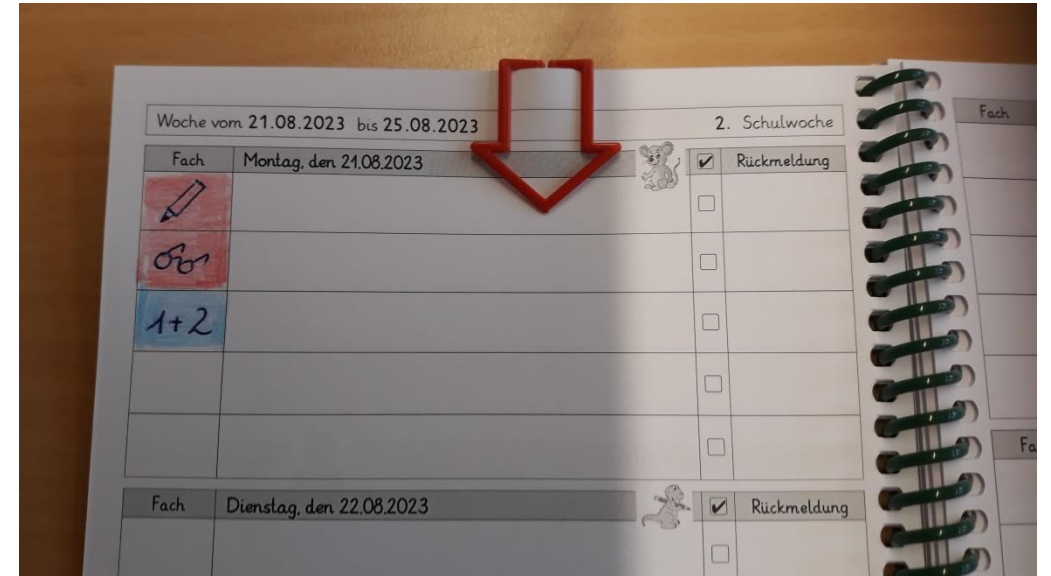 Woche vom 21.08.2023 bis 25.08.2023 2. Schulwoche
Fach Montag, den 21.08.2023 Rückmeldung
1+2
Fach Dienstag, den 22.08.2023 Rückmeldung
Fach